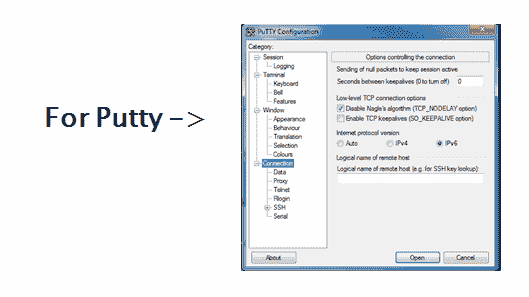 For Putty –>
PuTTY Configuration
Category:
Session
Logging
Terminal
Keyboard
Bell
Features
Window
Appearance
Behaviour
Translation
Selection
Colours
Connection
Data
Proxy
Telnet
Rlogin
SSH
Serial
Options controlling the connection
Sending of null packets to keep session active
Seconds between keepalives (0 to turn off) 0
Low-level TCP connection options
Disable Nagle's algorithm (TCP_NODELAY option)
Enable TCP keepalives (SO_KEEPALIVE option)
Internet protocol version
Auto IPv4 IPv6
Logical name of remote host
Logical name of remote host (e.g. for SSH key lookup):
About Open Cancel